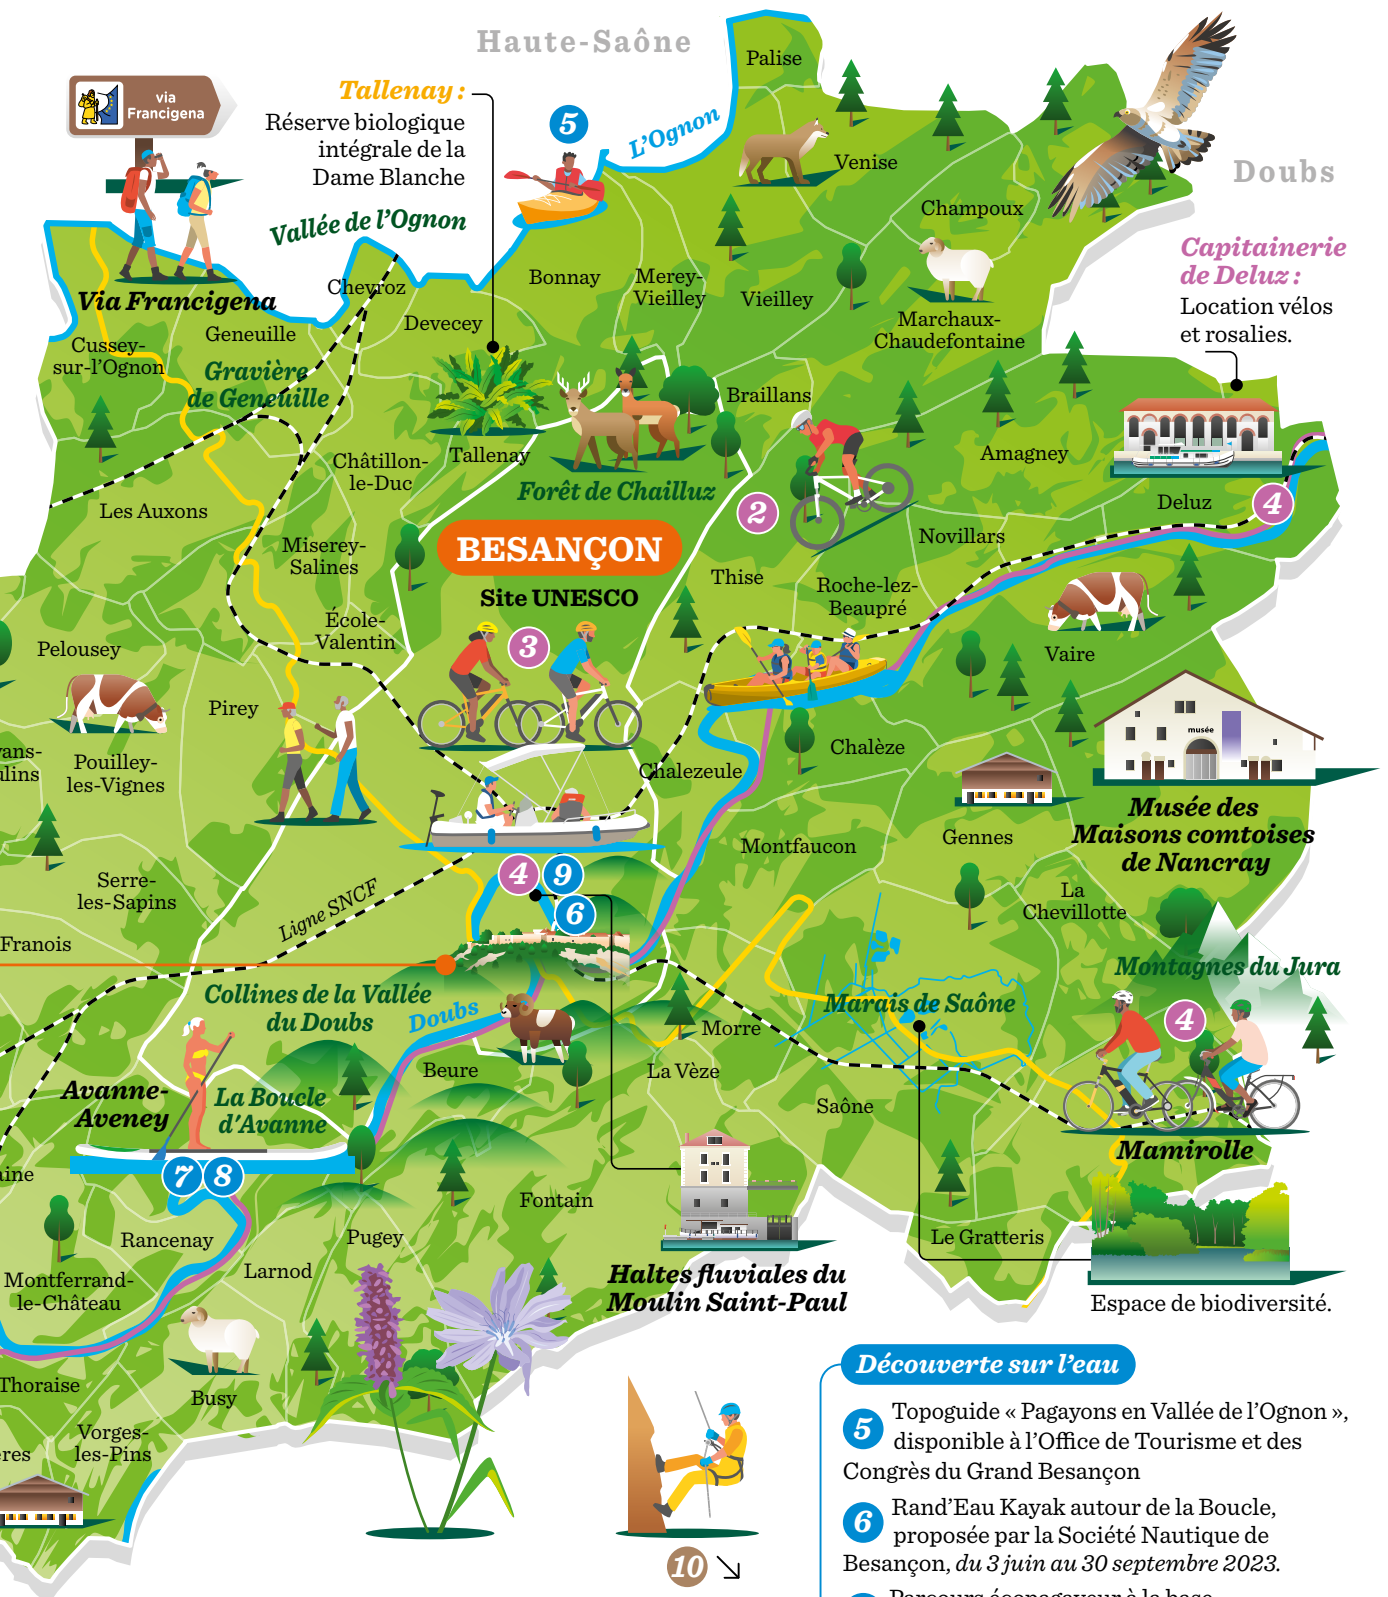 Haute-Saône
Palise
via
Francigena
Tallenay :
Réserve biologique
intégrale de la
Dame Blanche
5
L'Ognon
Venise
Doubs
Champoux
Vallée de l'Ognon
Capitainerie
de Deluz :
Location vélos
et rosalies.
Chevroz
Bonnay
Merey-
Vieilley
Vieilley
Via Francigena
Geneuille
Devecey
Marchaux-
Chaudefontaine
Cussey-
sur-l'Ognon
Gravière
de Geneuille
Braillans
Châtillon-
le-Duc
Tallenay
Amagney
Forêt de Chailluz
2
Deluz
4
Les Auxons
BESANÇON
Site UNESCO
Novillars
Miserey-
Salines
Thise
Roche-lez-
Beaupré
École-
Valentin
3
Pelousey
Vaire
Pirey
musée
Chalèze
Pouilley-
les-Vignes
Chalezeule
Musée des
Maisons comtoises
de Nancray
Gennes
Montfaucon
4
9
6
Serre-
les-Sapins
La
Chevillotte
Ligne SNCF
Franois
Montagnes du Jura
Collines de la Vallée
du Doubs
Doubs
Marais de Saône
4
Morre
Beure
La Vèze
Avanne-
Aveney
La Boucle
d'Avanne
Saône
Mamirolle
7
8
Fontain
Rancenay
Pugey
Le Gratteris
Larnod
Montferrand-
le-Château
Haltes fluviales du
Moulin Saint-Paul
Espace de biodiversité.
Thoraise
Busy
Vorges-
les-Pins
10
Découverte sur l'eau
5 Topoguide « Pagayons en Vallée de l'Ognon »,
disponible à l'Office de Tourisme et des
Congrès du Grand Besançon
6 Rand'Eau Kayak autour de la Boucle,
proposée par la Société Nautique de
Besançon, du 3 juin au 30 septembre 2023.